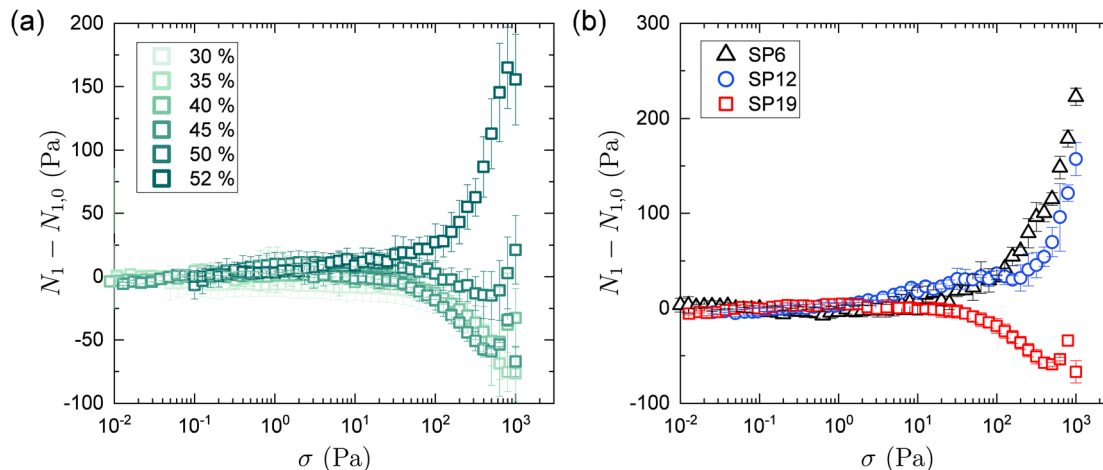 (a)
200
150
100
50
0
-50
-100
N₁ − N₁,₀ (Pa)
30 %
35 %
40 %
45 %
50 %
52 %
10⁻² 10⁻¹ 10⁰ 10¹ 10² 10³
σ (Pa)
(b)
300
200
100
0
-100
N₁ − N₁,₀ (Pa)
SP6
SP12
SP19
10⁻² 10⁻¹ 10⁰ 10¹ 10² 10³
σ (Pa)